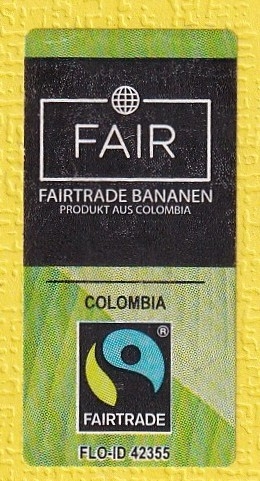 FAIR
FAIRTRADE BANANEN
PRODUKT AUS COLOMBIA
COLOMBIA
®
FAIRTRADE
FLO-ID 42355